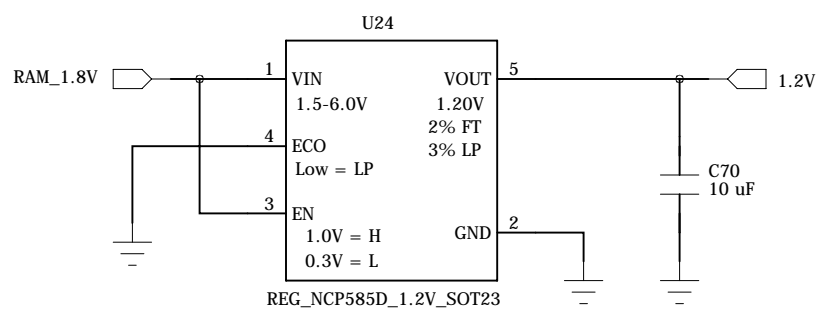 U24
RAM_1.8V
1
VIN
VOUT
5
1.2V
1.5-6.0V
1.20V
2% FT
4
ECO
3% LP
Low = LP
C70
10 uF
3
EN
GND
2
1.0V = H
0.3V = L
REG_NCP585D_1.2V_SOT23